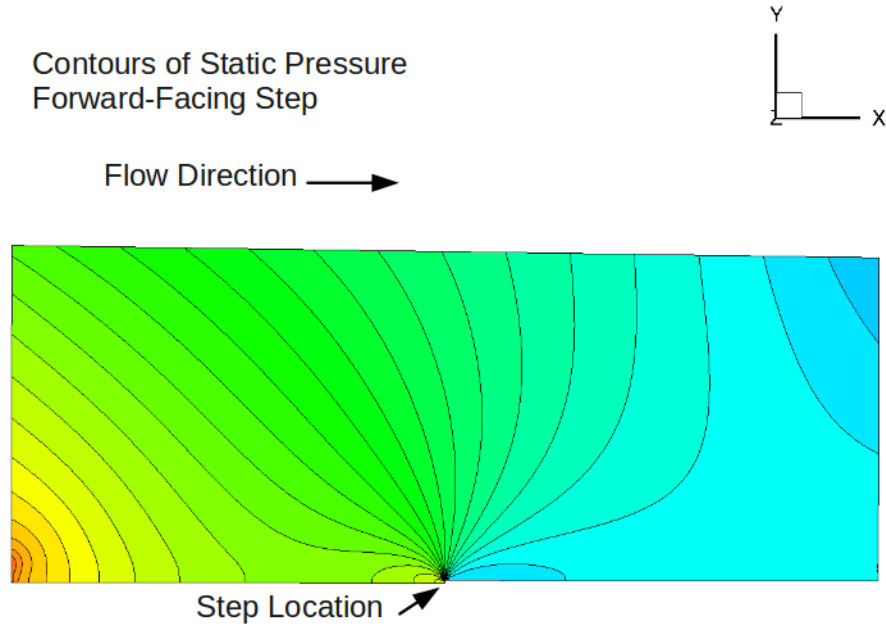 Contours of Static Pressure
Forward-Facing Step
Y
Z
X
Flow Direction
Step Location